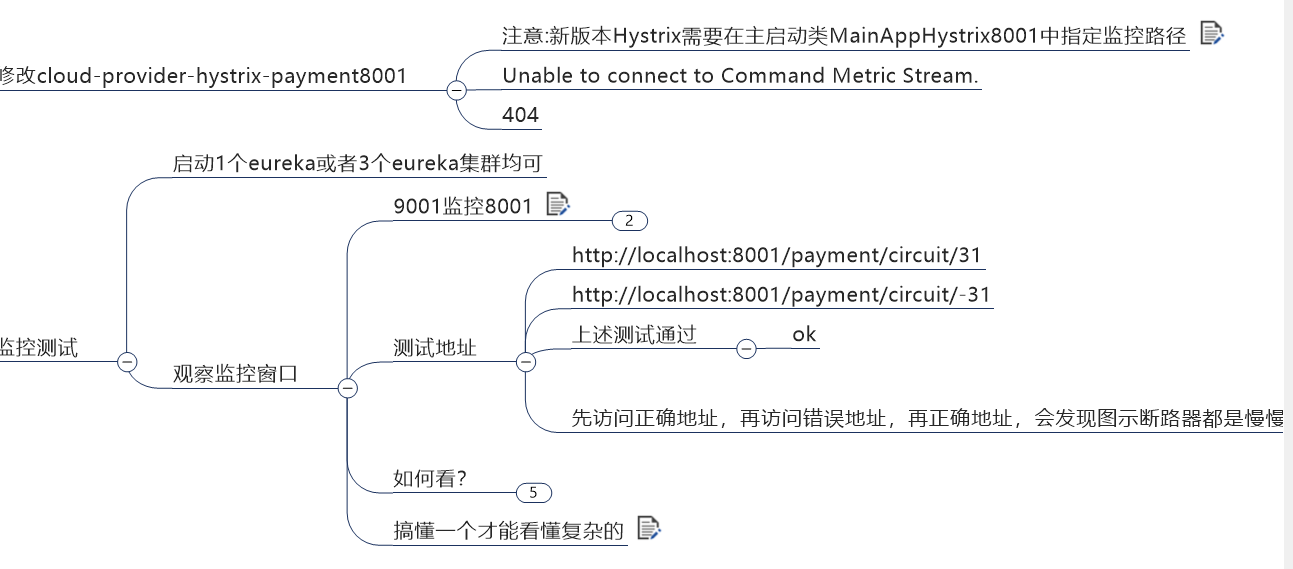 注意:新版本Hystrix需要在主启动类MainAppHystrix8001中指定监控路径
修改cloud-provider-hystrix-payment8001
Unable to connect to Command Metric Stream.
404
启动1个eureka或者3个eureka集群均可
9001监控8001
2
http://localhost:8001/payment/circuit/31
http://localhost:8001/payment/circuit/-31
上述测试通过
ok
监控测试
测试地址
观察监控窗口
先访问正确地址，再访问错误地址，再正确地址，会发现图示断路器都是慢慢
如何看？
5
搞懂一个才能看懂复杂的